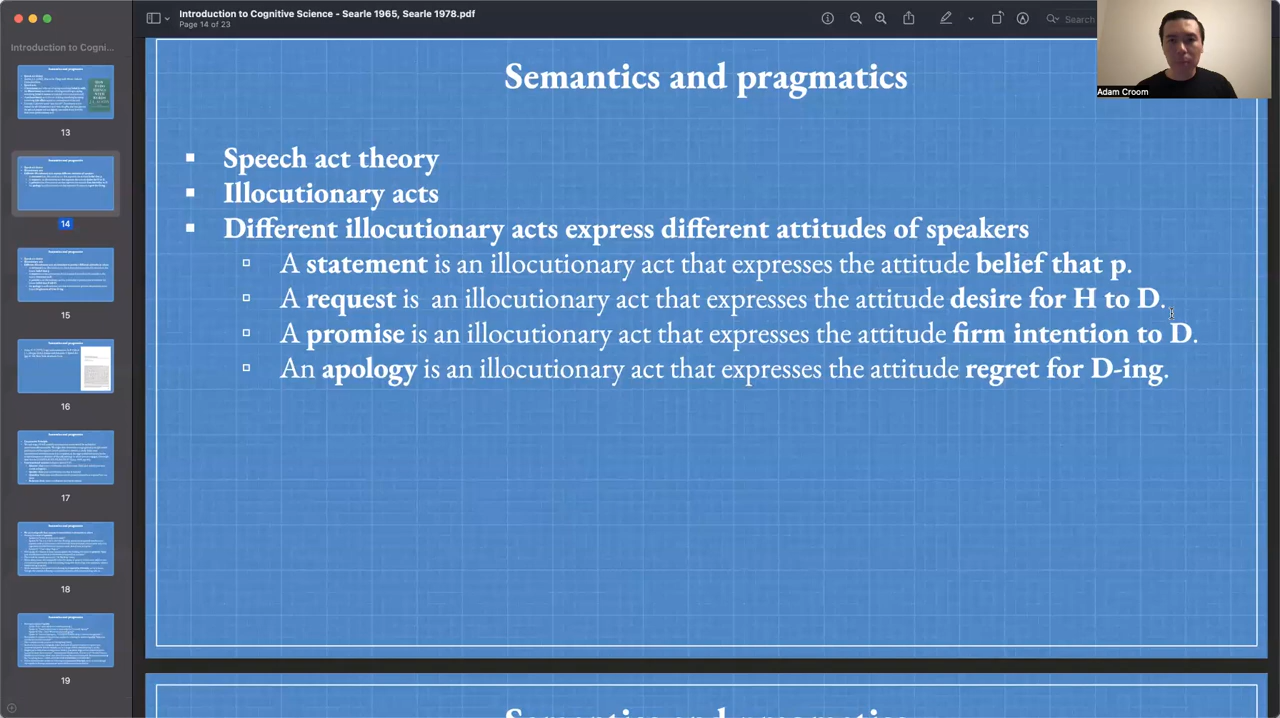 Introduction to Cognitive Science - Searle 1965, Searle 1978.pdf
Page 14 of 23
Search
Adam Croom
Introduction to Cogni...
13
14
15
16
17
18
19
Semantics and pragmatics
Speech act theory
Illocutionary acts
Different illocutionary acts express different attitudes of speakers
A statement is an illocutionary act that expresses the attitude belief that p.
A request is an illocutionary act that expresses the attitude desire for H to D.
A promise is an illocutionary act that expresses the attitude firm intention to D.
An apology is an illocutionary act that expresses the attitude regret for D-ing.
Semantics and pragmatics